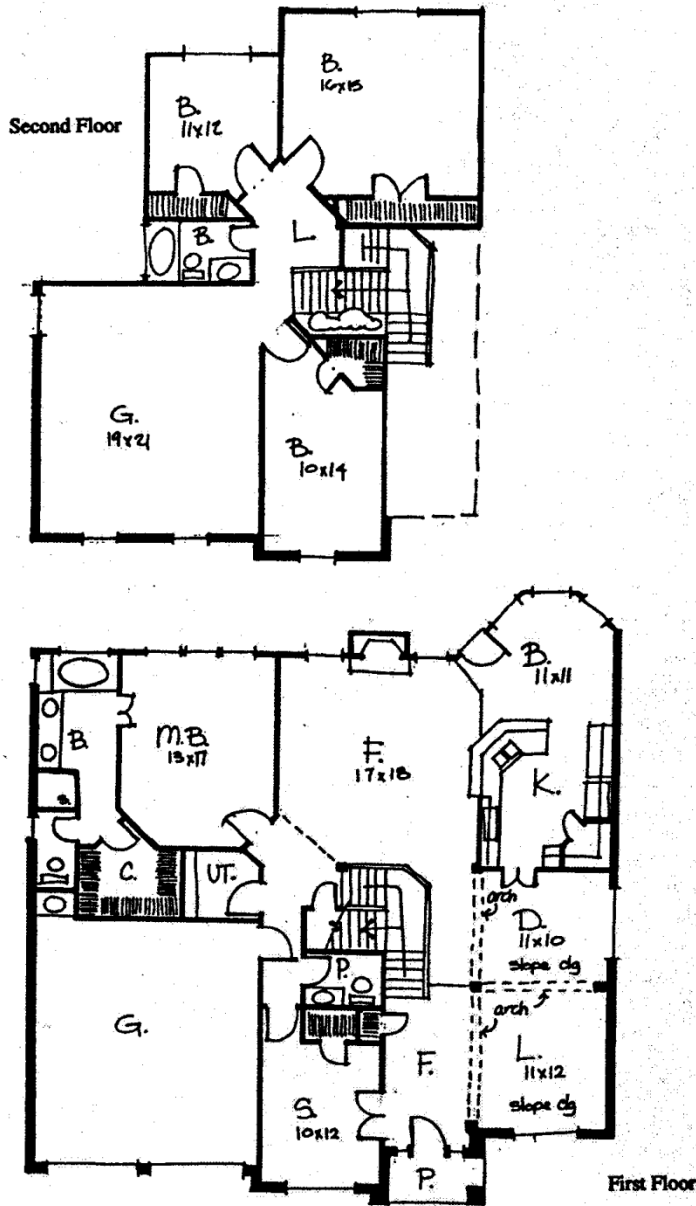 B.
16x15
Second Floor
B.
11x12
B.
L.
G.
19x21
B.
10x14
B.
11x11
B.
M.B.
13x17
F.
17x18
K.
S.
C.
UT.
arch
D.
11x10
slope clg
P.
arch
G.
L.
11x12
slope clg
F.
S.
10x12
P.
First Floor